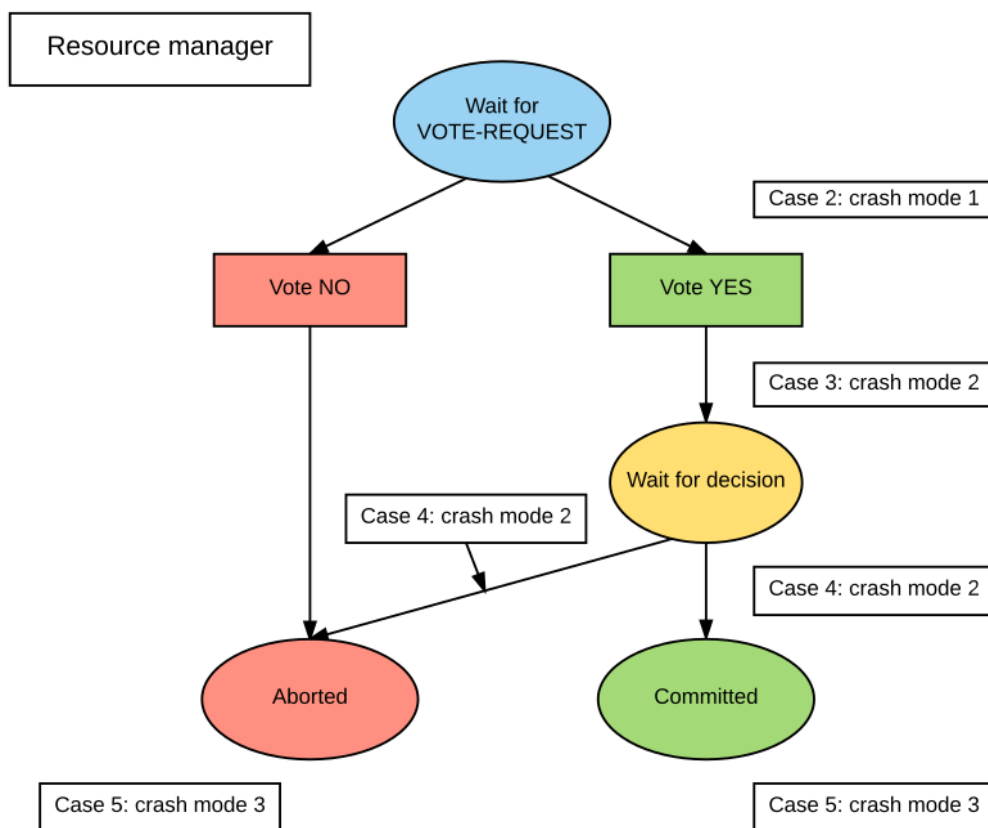 Resource manager
Wait for
VOTE-REQUEST
Case 2: crash mode 1
Vote NO
Vote YES
Case 3: crash mode 2
Wait for decision
Case 4: crash mode 2
Case 4: crash mode 2
Aborted
Committed
Case 5: crash mode 3
Case 5: crash mode 3